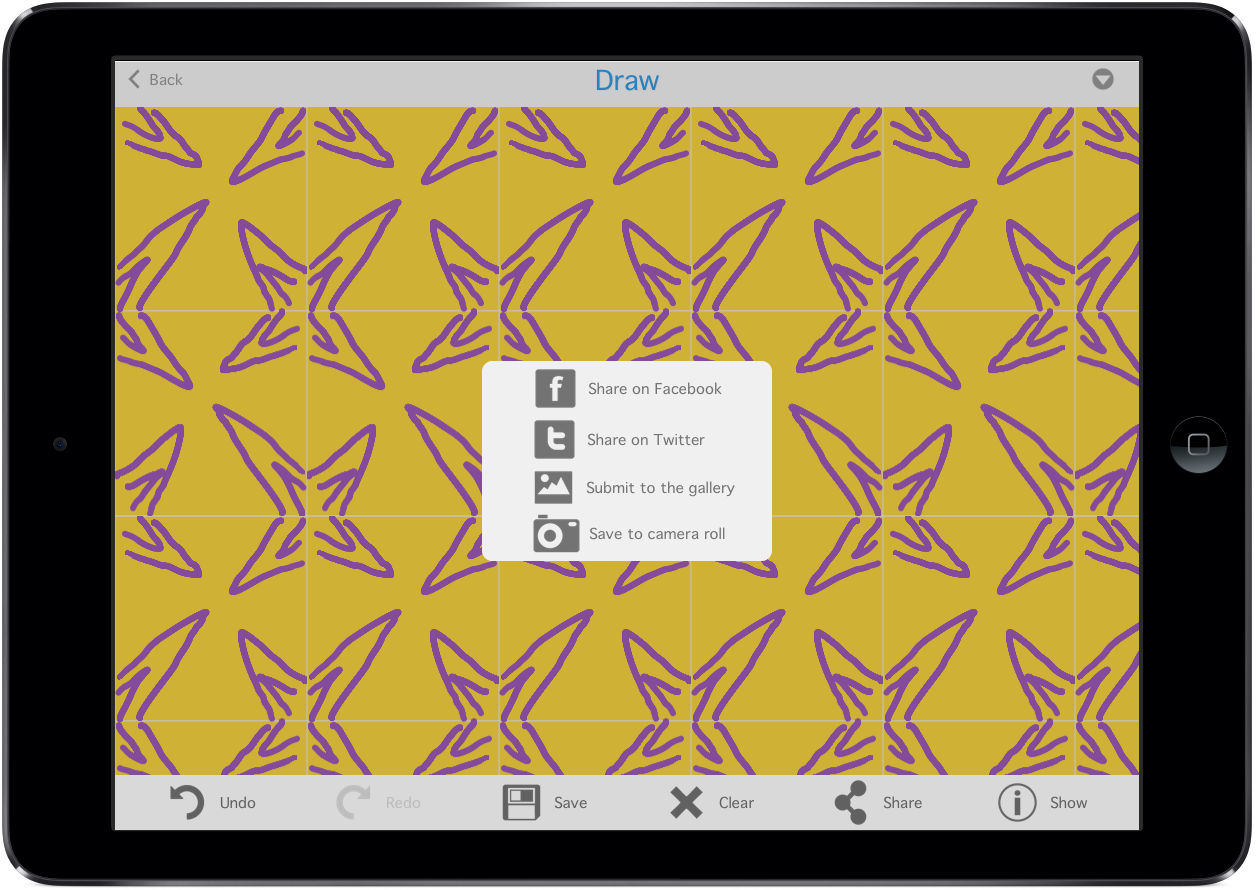 Back
Draw
Share on Facebook
Share on Twitter
Submit to the gallery
Save to camera roll
Undo
Redo
Save
Clear
Share
Show